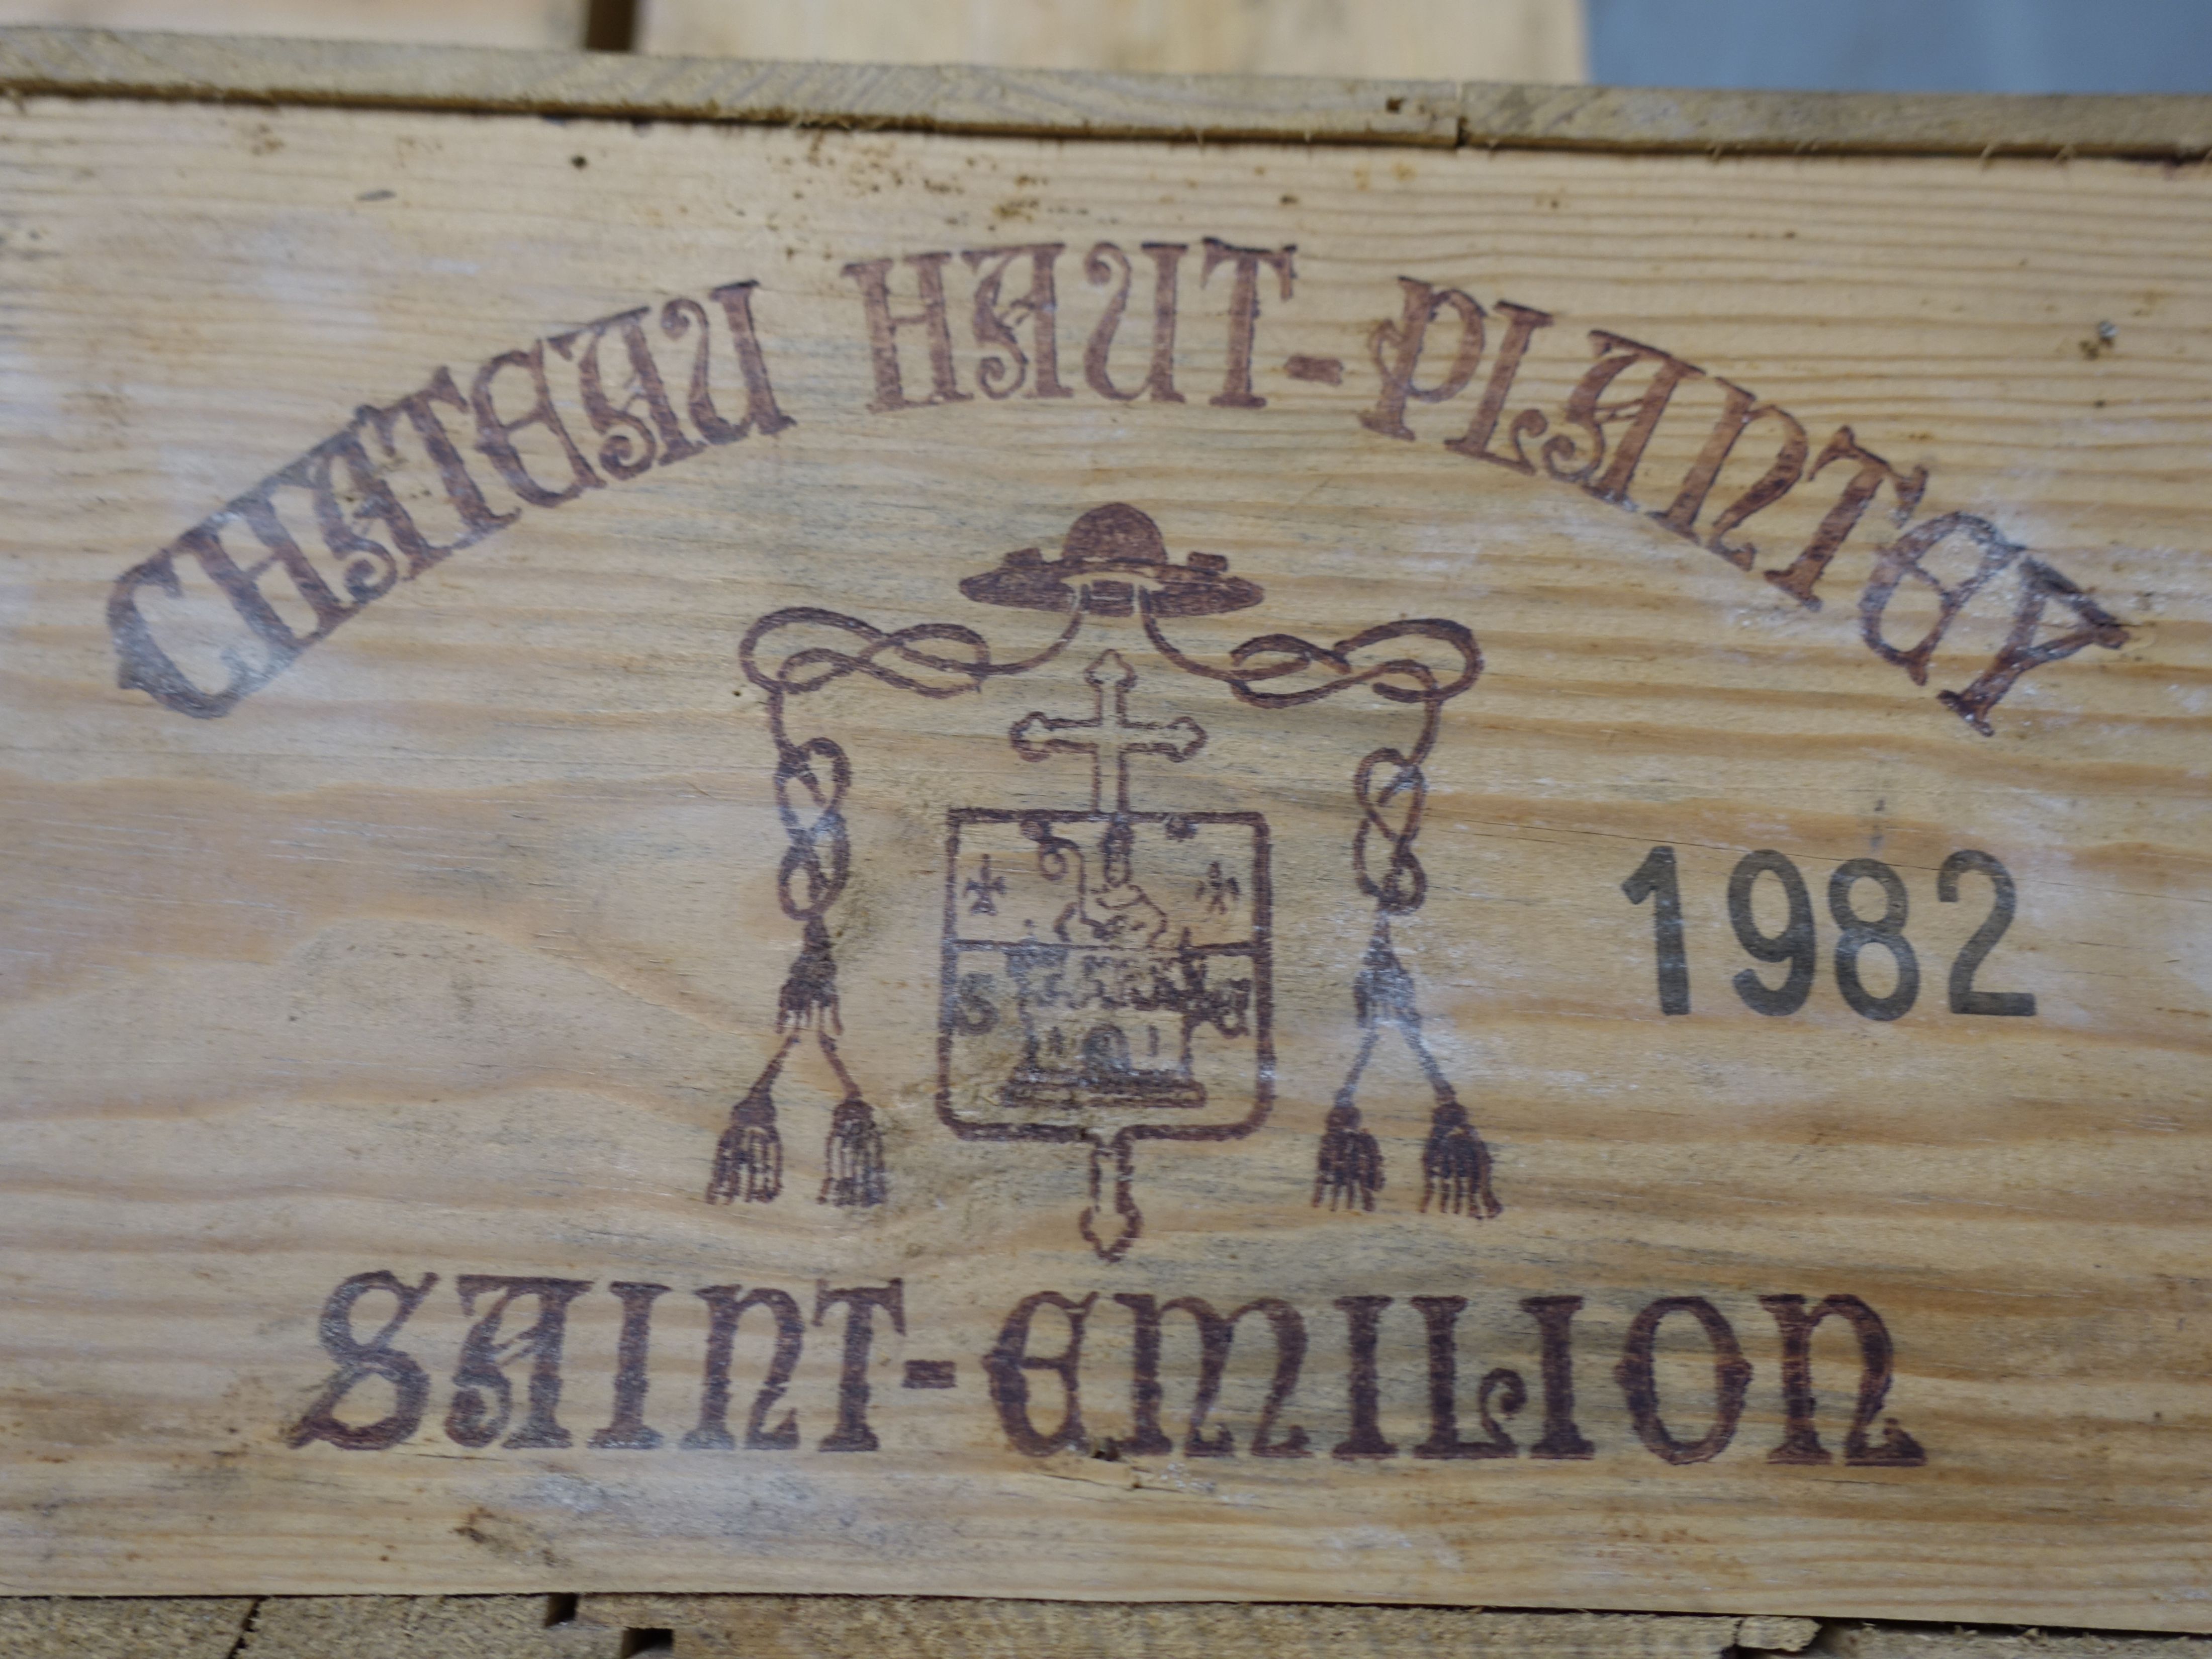 CHATEAU HAUT-PLANTEY
S E
1982
SAINT-EMILION